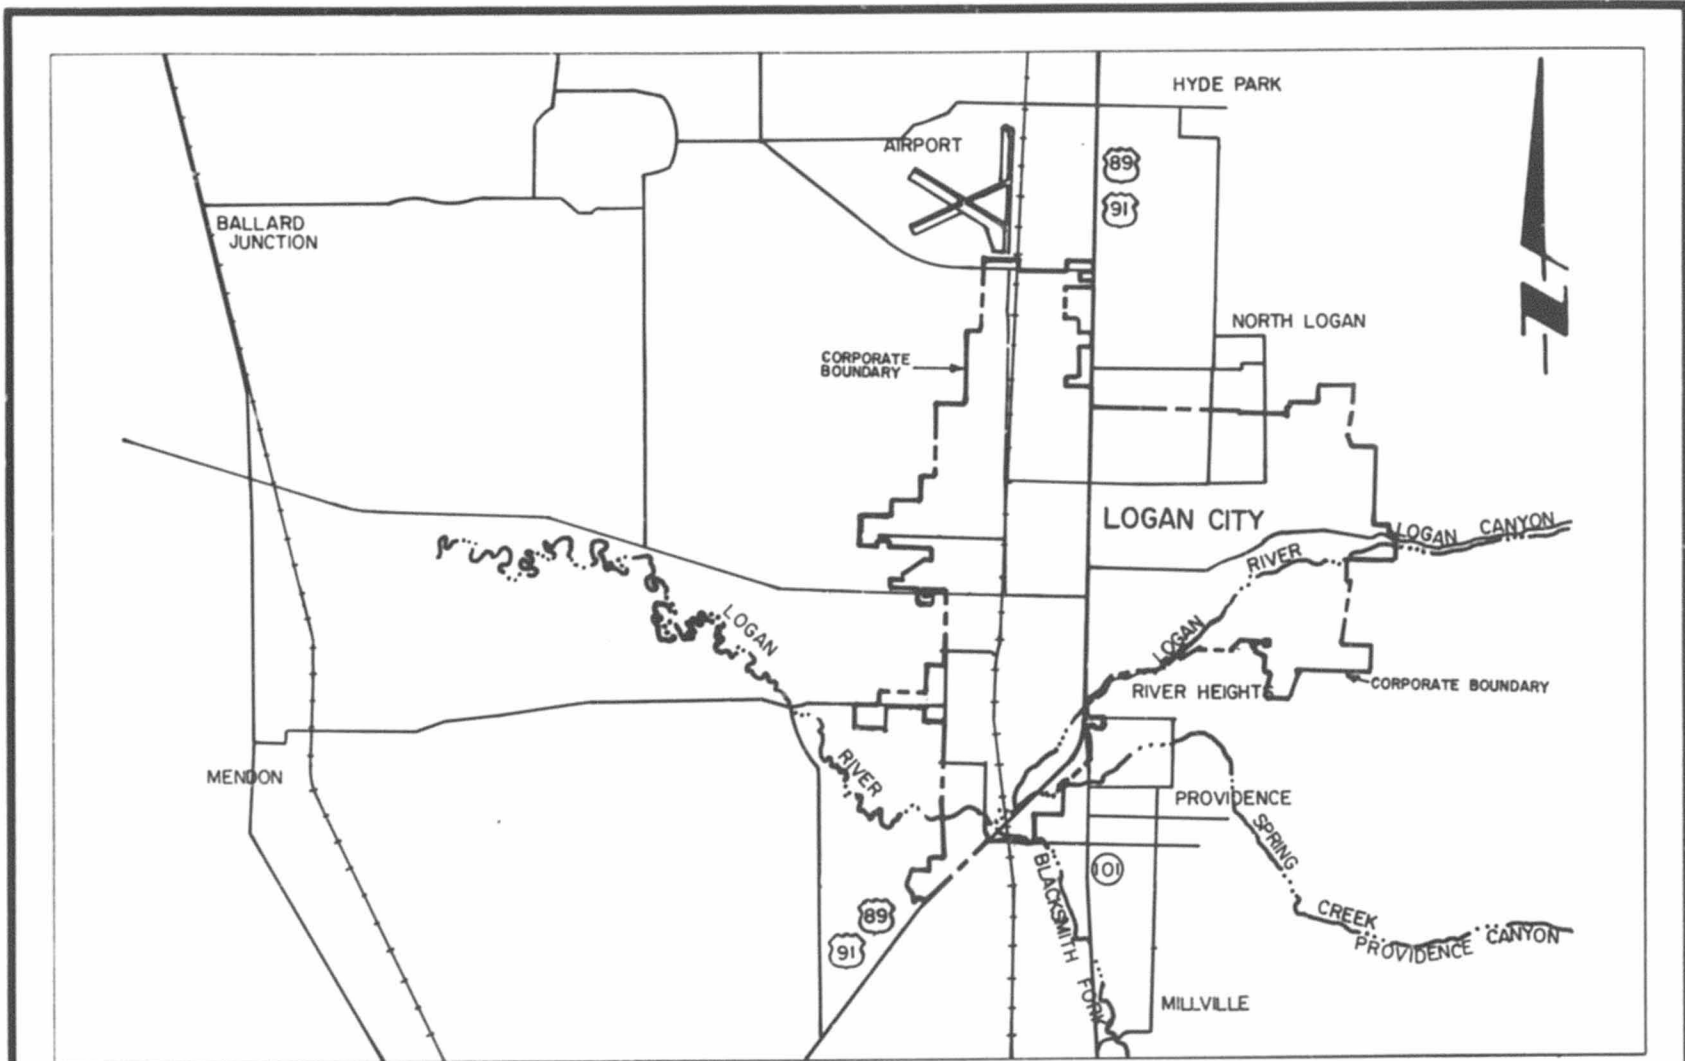 HYDE PARK
AIRPORT
89
91
BALLARD
JUNCTION
NORTH LOGAN
CORPORATE
BOUNDARY
N
LOGAN CITY
LOGAN CANYON
LOGAN RIVER
LOGAN RIVER
RIVER HEIGHTS
CORPORATE BOUNDARY
MENDON
PROVIDENCE
SPRING CREEK
101
BLACKSMITH FORK
89
91
PROVIDENCE CANYON
MILLVILLE